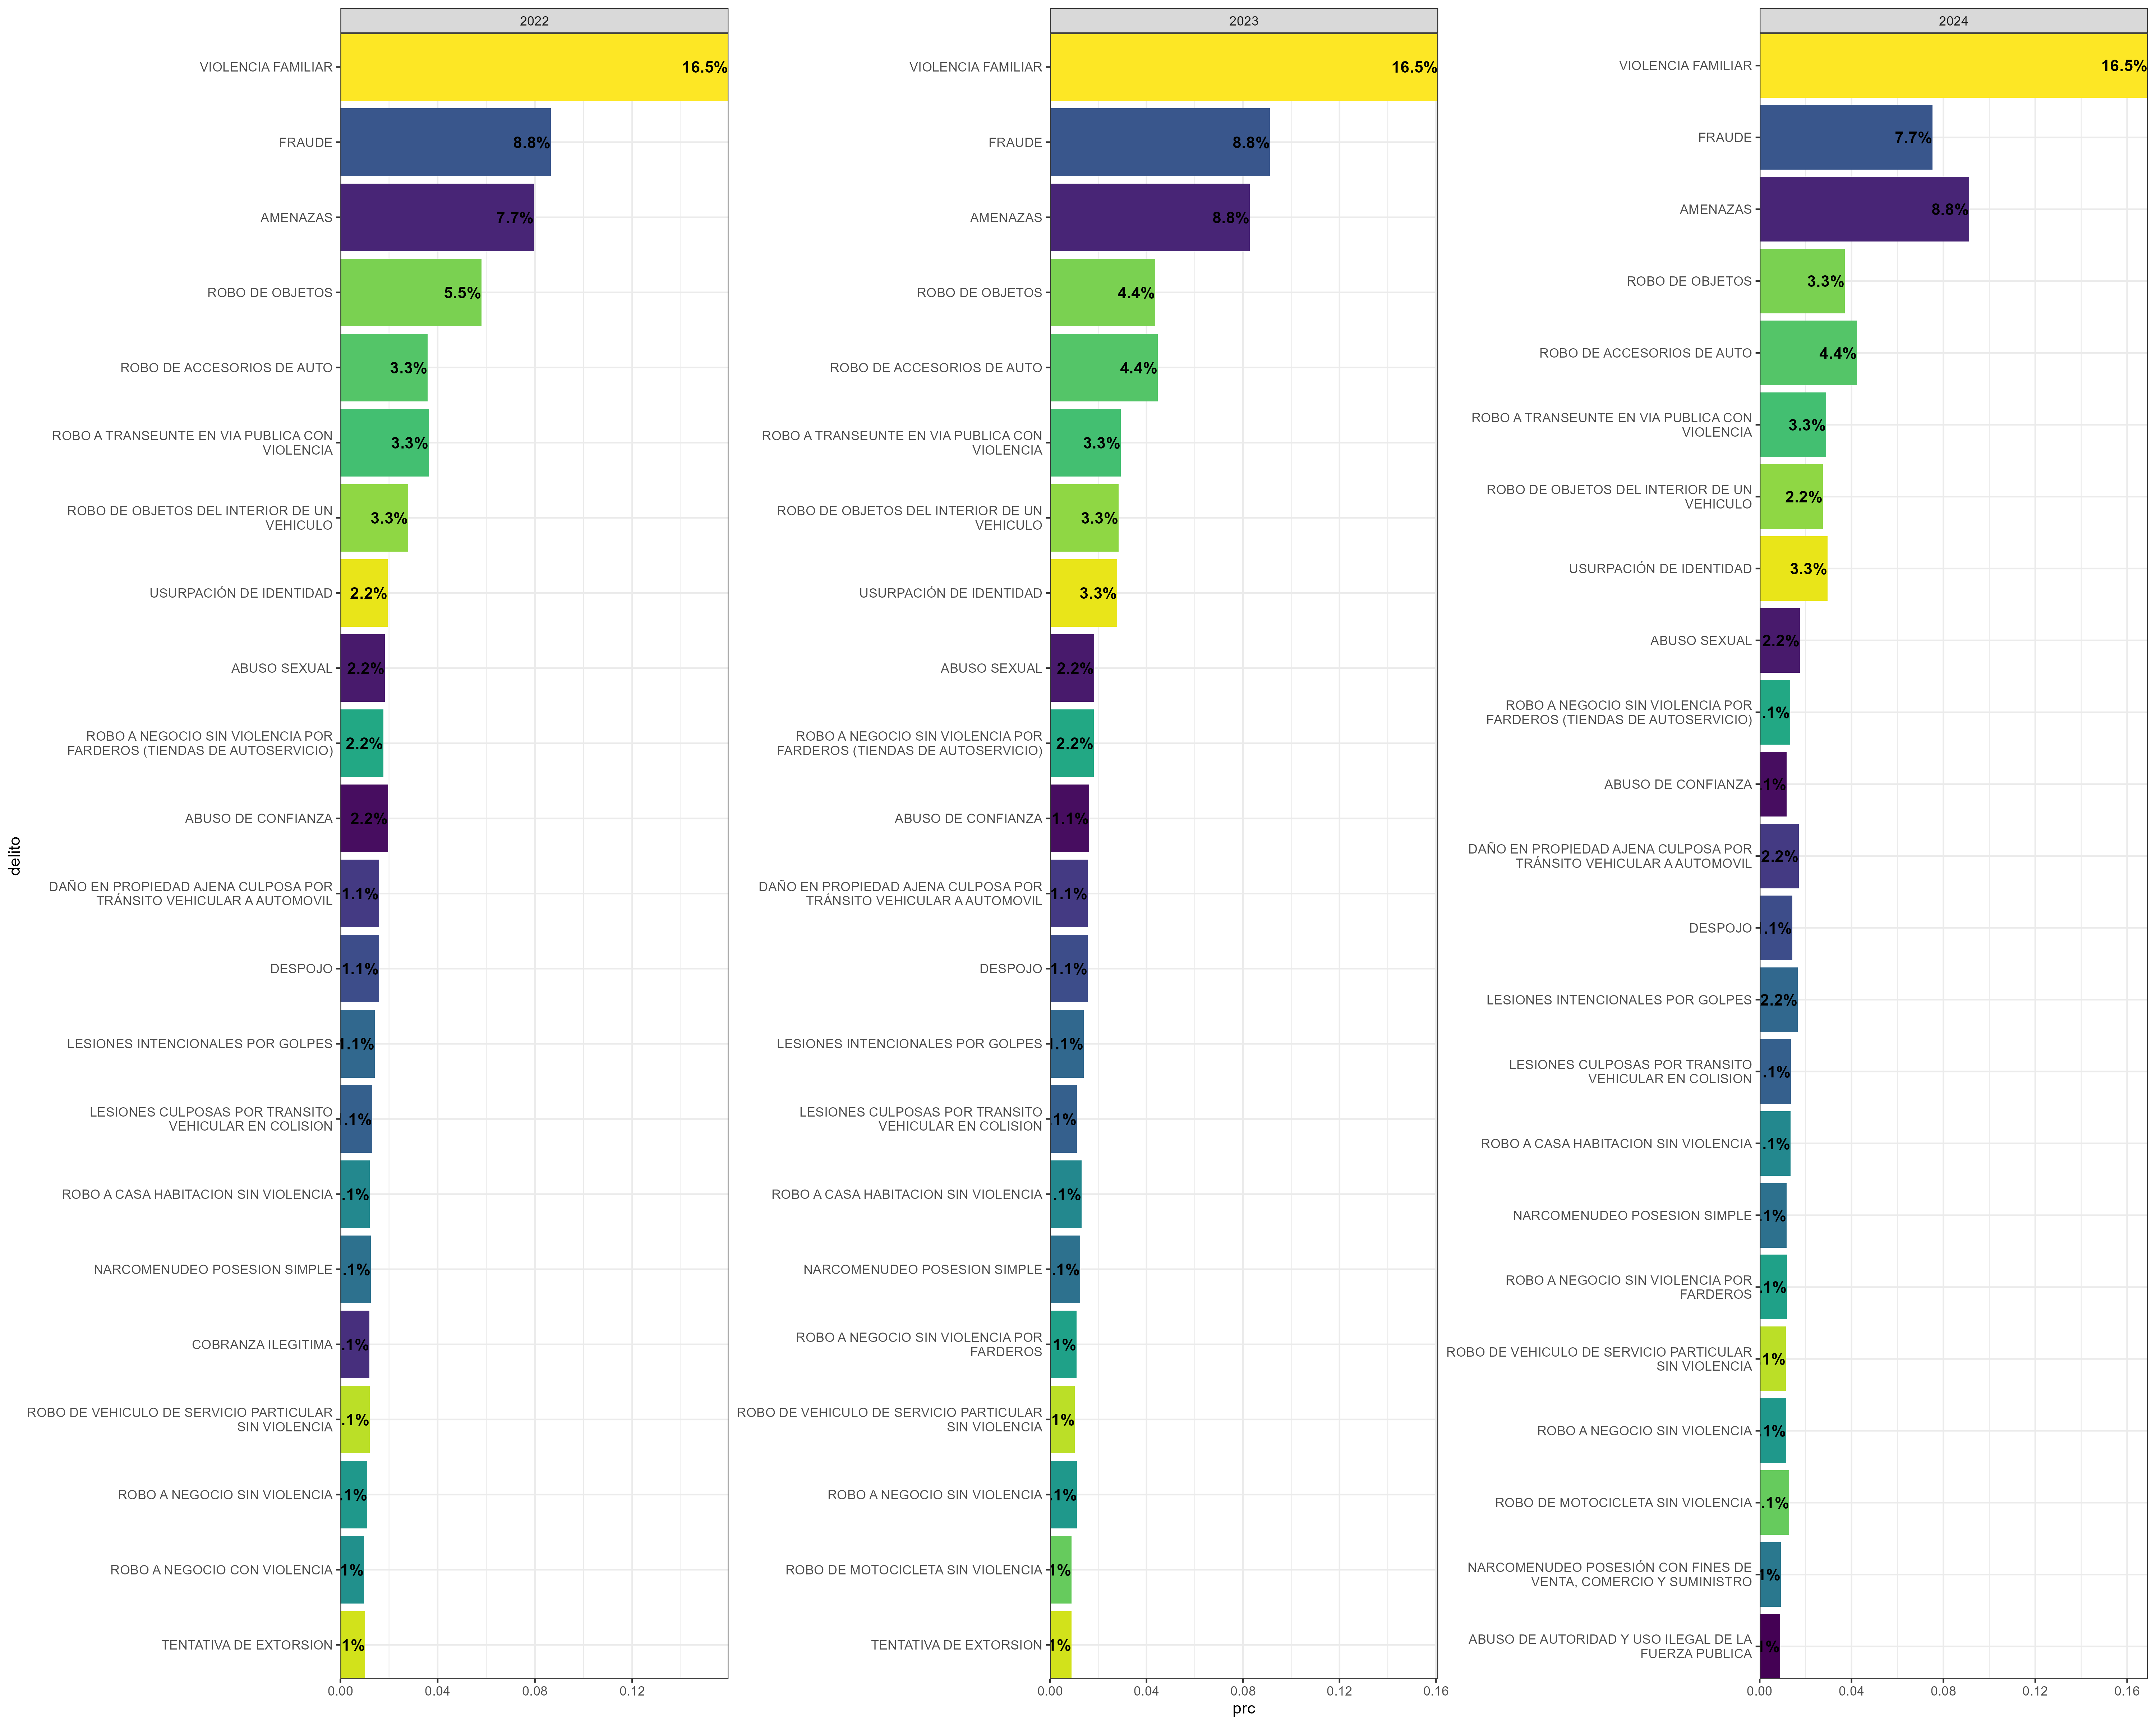 2022
VIOLENCIA FAMILIAR
16.5%
FRAUDE
8.8%
AMENAZAS
7.7%
ROBO DE OBJETOS
5.5%
ROBO DE ACCESORIOS DE AUTO
3.3%
ROBO A TRANSEUNTE EN VIA PUBLICA CON
VIOLENCIA
3.3%
ROBO DE OBJETOS DEL INTERIOR DE UN
VEHICULO
3.3%
USURPACIÓN DE IDENTIDAD
2.2%
ABUSO SEXUAL
2.2%
ROBO A NEGOCIO SIN VIOLENCIA POR
FARDEROS (TIENDAS DE AUTOSERVICIO)
2.2%
ABUSO DE CONFIANZA
2.2%
DAÑO EN PROPIEDAD AJENA CULPOSA POR
TRÁNSITO VEHICULAR A AUTOMOVIL
1.1%
DESPOJO
1.1%
LESIONES INTENCIONALES POR GOLPES
1.1%
LESIONES CULPOSAS POR TRANSITO
VEHICULAR EN COLISION
.1%
ROBO A CASA HABITACION SIN VIOLENCIA
.1%
NARCOMENUDEO POSESION SIMPLE
.1%
COBRANZA ILEGITIMA
.1%
ROBO DE VEHICULO DE SERVICIO PARTICULAR
SIN VIOLENCIA
.1%
ROBO A NEGOCIO SIN VIOLENCIA
.1%
ROBO A NEGOCIO CON VIOLENCIA
1%
TENTATIVA DE EXTORSION
1%
0.00 0.04 0.08 0.12
2023
VIOLENCIA FAMILIAR
16.5%
FRAUDE
8.8%
AMENAZAS
8.8%
ROBO DE OBJETOS
4.4%
ROBO DE ACCESORIOS DE AUTO
4.4%
ROBO A TRANSEUNTE EN VIA PUBLICA CON
VIOLENCIA
3.3%
ROBO DE OBJETOS DEL INTERIOR DE UN
VEHICULO
3.3%
USURPACIÓN DE IDENTIDAD
3.3%
ABUSO SEXUAL
2.2%
ROBO A NEGOCIO SIN VIOLENCIA POR
FARDEROS (TIENDAS DE AUTOSERVICIO)
2.2%
ABUSO DE CONFIANZA
1.1%
DAÑO EN PROPIEDAD AJENA CULPOSA POR
TRÁNSITO VEHICULAR A AUTOMOVIL
1.1%
DESPOJO
1.1%
LESIONES INTENCIONALES POR GOLPES
1.1%
LESIONES CULPOSAS POR TRANSITO
VEHICULAR EN COLISION
.1%
ROBO A CASA HABITACION SIN VIOLENCIA
.1%
NARCOMENUDEO POSESION SIMPLE
.1%
ROBO A NEGOCIO SIN VIOLENCIA POR
FARDEROS
.1%
ROBO DE VEHICULO DE SERVICIO PARTICULAR
SIN VIOLENCIA
1%
ROBO A NEGOCIO SIN VIOLENCIA
.1%
ROBO DE MOTOCICLETA SIN VIOLENCIA
1%
TENTATIVA DE EXTORSION
1%
0.00 0.04 0.08 0.12 0.16
2024
VIOLENCIA FAMILIAR
16.5%
FRAUDE
7.7%
AMENAZAS
8.8%
ROBO DE OBJETOS
3.3%
ROBO DE ACCESORIOS DE AUTO
4.4%
ROBO A TRANSEUNTE EN VIA PUBLICA CON
VIOLENCIA
3.3%
ROBO DE OBJETOS DEL INTERIOR DE UN
VEHICULO
2.2%
USURPACIÓN DE IDENTIDAD
3.3%
ABUSO SEXUAL
2.2%
ROBO A NEGOCIO SIN VIOLENCIA POR
FARDEROS (TIENDAS DE AUTOSERVICIO)
.1%
ABUSO DE CONFIANZA
1%
DAÑO EN PROPIEDAD AJENA CULPOSA POR
TRÁNSITO VEHICULAR A AUTOMOVIL
2.2%
DESPOJO
.1%
LESIONES INTENCIONALES POR GOLPES
2.2%
LESIONES CULPOSAS POR TRANSITO
VEHICULAR EN COLISION
.1%
ROBO A CASA HABITACION SIN VIOLENCIA
.1%
NARCOMENUDEO POSESION SIMPLE
.1%
ROBO A NEGOCIO SIN VIOLENCIA POR
FARDEROS
.1%
ROBO DE VEHICULO DE SERVICIO PARTICULAR
SIN VIOLENCIA
1%
ROBO A NEGOCIO SIN VIOLENCIA
1%
ROBO DE MOTOCICLETA SIN VIOLENCIA
.1%
NARCOMENUDEO POSESIÓN CON FINES DE
VENTA, COMERCIO Y SUMINISTRO
1%
ABUSO DE AUTORIDAD Y USO ILEGAL DE LA
FUERZA PUBLICA
1%
0.00 0.04 0.08 0.12 0.16
delito
prc